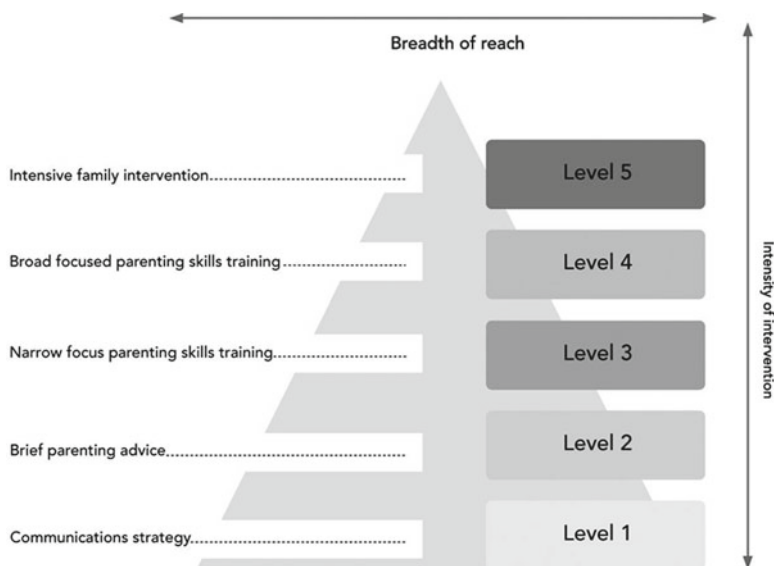 Breadth of reach
Intensive family intervention
Level 5
Broad focused parenting skills training
Level 4
Narrow focus parenting skills training
Level 3
Brief parenting advice
Level 2
Communications strategy
Level 1
Intensity of intervention